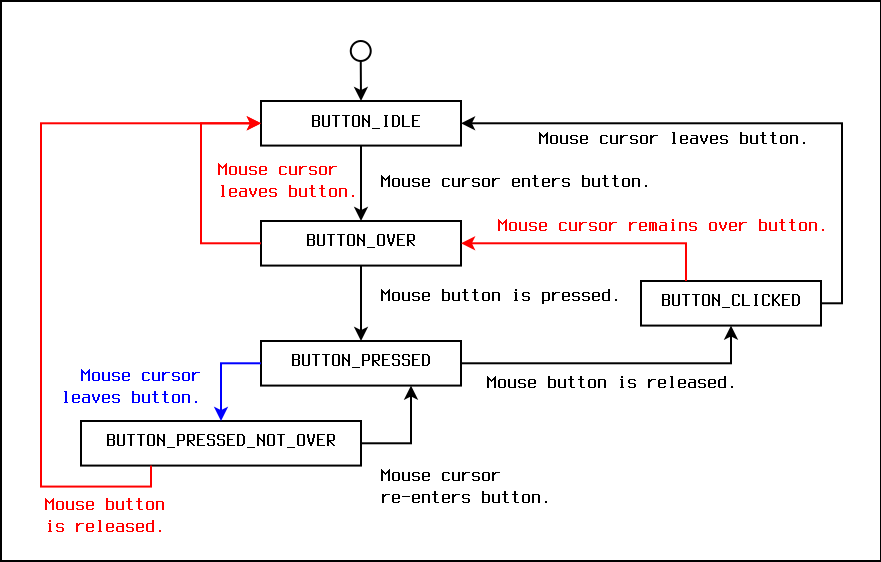 BUTTON_IDLE
Mouse cursor leaves button.
Mouse cursor
leaves button.
Mouse cursor enters button.
Mouse cursor remains over button.
BUTTON_OVER
Mouse button is pressed.
BUTTON_CLICKED
BUTTON_PRESSED
Mouse button is released.
Mouse cursor
leaves button.
BUTTON_PRESSED_NOT_OVER
Mouse cursor
re-enters button.
Mouse button
is released.